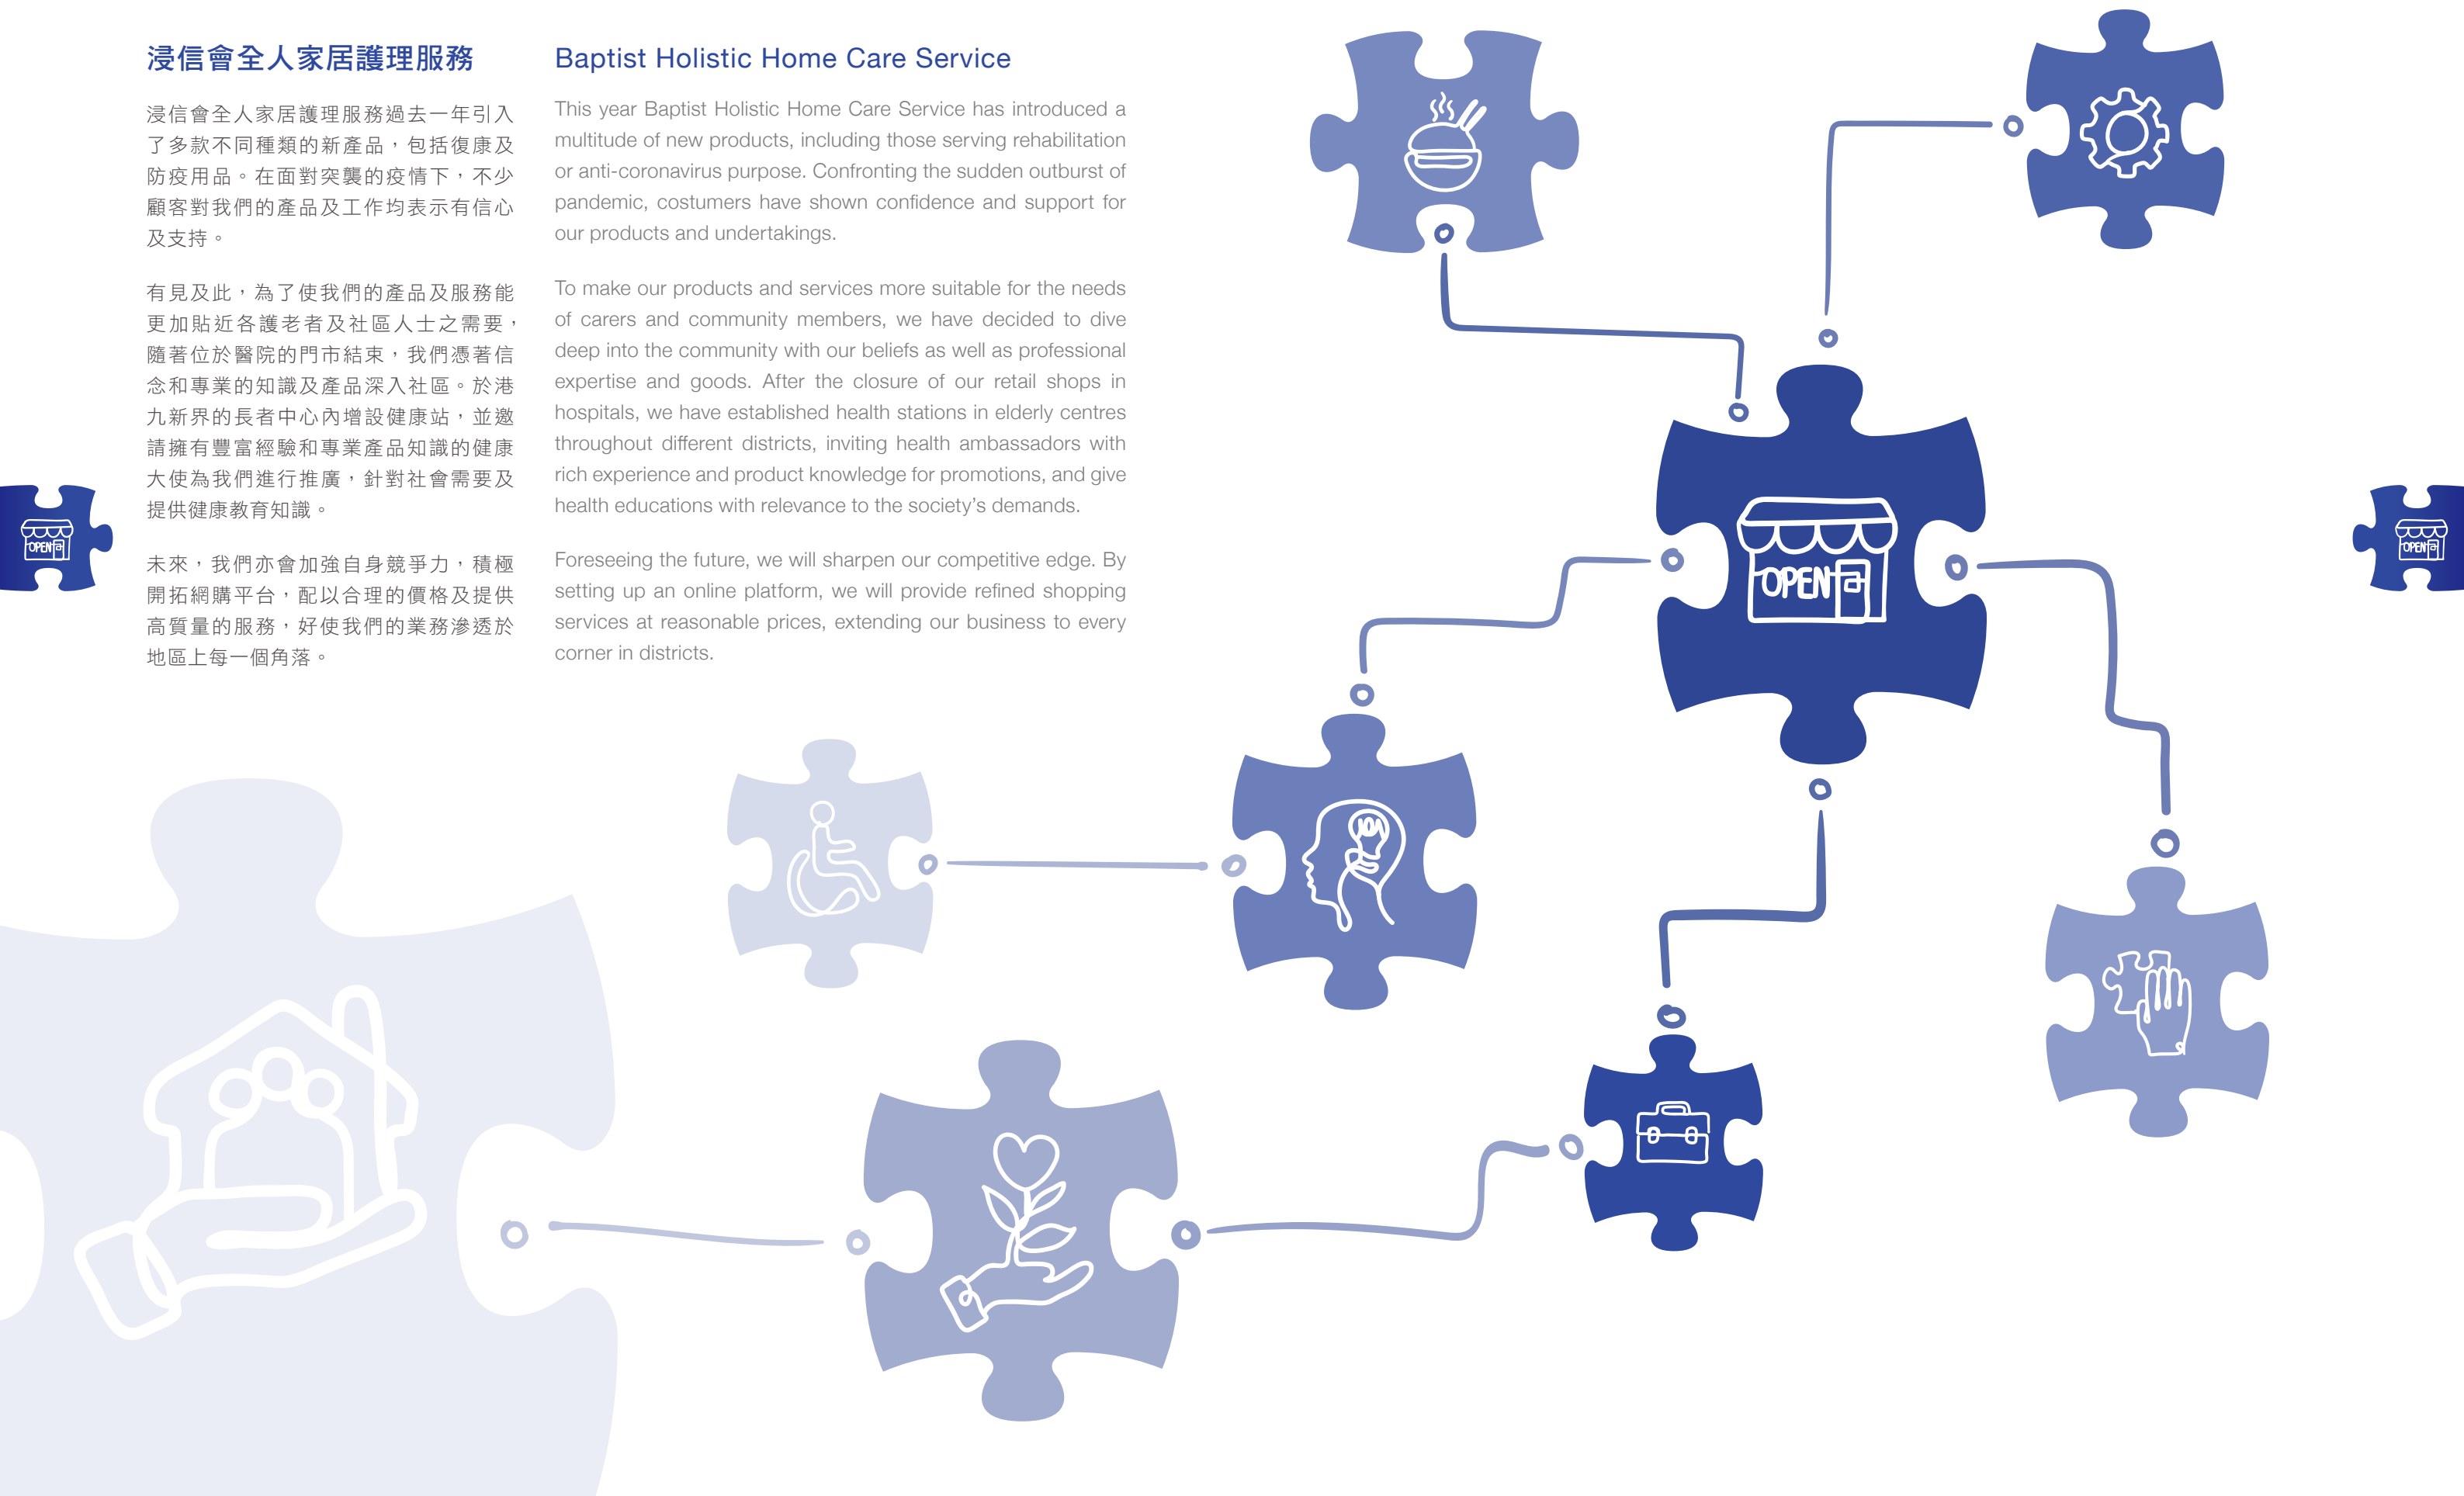 浸信會全人家居護理服務
浸信會全人家居護理服務過去一年引入
了多款不同種類的新產品，包括復康及
防疫用品。在面對突襲的疫情下，不少
顧客對我們的產品及工作均表示有信心
及支持。
有見及此，為了使我們的產品及服務能
更加貼近各護老者及社區人士之需要，
隨著位於醫院的門市結束，我們憑著信
念和專業的知識及產品深入社區。於港
九新界的長者中心內增設健康站，並邀
請擁有豐富經驗和專業產品知識的健康
大使為我們進行推廣，針對社會需要及
提供健康教育知識。
未來，我們亦會加強自身競爭力，積極
開拓網購平台，配以合理的價格及提供
高質量的服務，好使我們的業務滲透於
地區上每一個角落。
Baptist Holistic Home Care Service
This year Baptist Holistic Home Care Service has introduced a
multitude of new products, including those serving rehabilitation
or anti-coronavirus purpose. Confronting the sudden outburst of
pandemic, costumers have shown confidence and support for
our products and undertakings.
To make our products and services more suitable for the needs
of carers and community members, we have decided to dive
deep into the community with our beliefs as well as professional
expertise and goods. After the closure of our retail shops in
hospitals, we have established health stations in elderly centres
throughout different districts, inviting health ambassadors with
rich experience and product knowledge for promotions, and give
health educations with relevance to the society's demands.
Foreseeing the future, we will sharpen our competitive edge. By
setting up an online platform, we will provide refined shopping
services at reasonable prices, extending our business to every
corner in districts.
OPEN
OPEN
OPEN